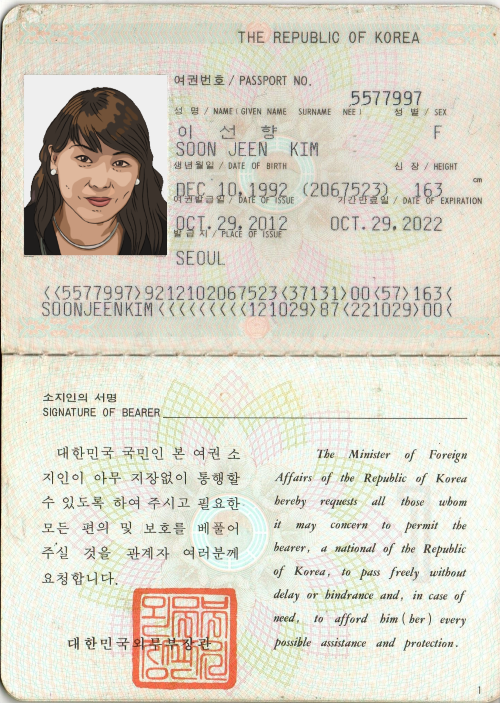 THE REPUBLIC OF KOREA
여권번호 / PASSPORT NO.
5577997
성 명 / NAME (GIVEN NAME SURNAME NEE) 성 별 / SEX
이 선 향 F
SOON JEEN KIM
생년월일 / DATE OF BIRTH 신 장 / HEIGHT
cm
DEC 10, 1992 (2067523) 163
여권발급일 / DATE OF ISSUE 기간만료일 / DATE OF EXPIRATION
OCT. 29, 2012 OCT. 29, 2022
발급지 / PLACE OF ISSUE
SEOUL
<<5577997>9212102067523<37131>00<57)163<
SOONJEENKIM<<<<<<<<<121029)87<221029)00<
소지인의 서명
SIGNATURE OF BEARER
대한민국 국민인 본 여권 소
지인이 아무 지장없이 통행할
수 있도록 하여 주시고 필요한
모든 편의 및 보호를 베풀어
주실 것을 관계자 여러분께
요청합니다.
대한민국외무부장관
The Minister of Foreign
Affairs of the Republic of Korea
hereby requests all those whom
it may concern to permit the
bearer, a national of the Republic
of Korea, to pass freely without
delay or hindrance and, in case of
need, to afford him (her) every
possible assistance and protection.
1